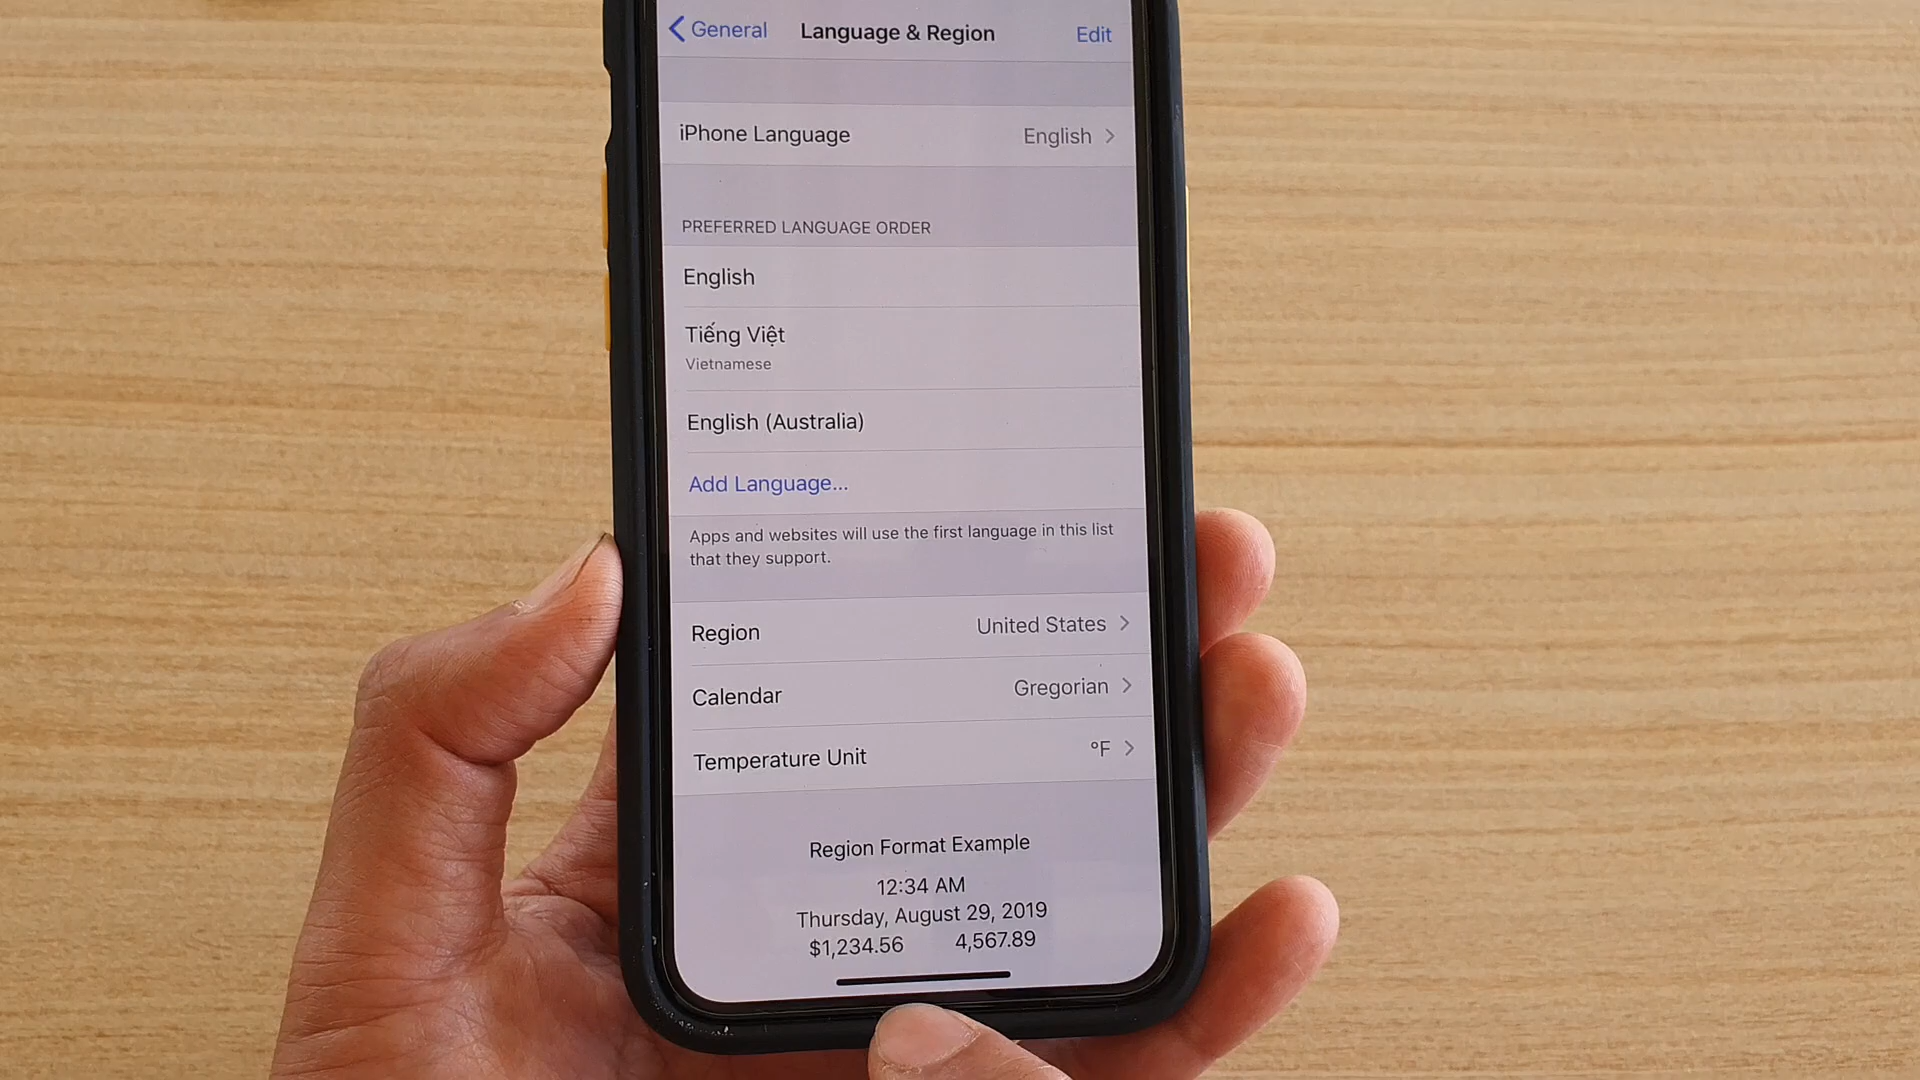 General
Language & Region
Edit
iPhone Language
English
PREFERRED LANGUAGE ORDER
English
Tiếng Việt
Vietnamese
English (Australia)
Add Language...
Apps and websites will use the first language in this list
that they support.
Region
United States
Calendar
Gregorian
Temperature Unit
°F
Region Format Example
12:34 AM
Thursday, August 29, 2019
$1,234.56 4,567.89